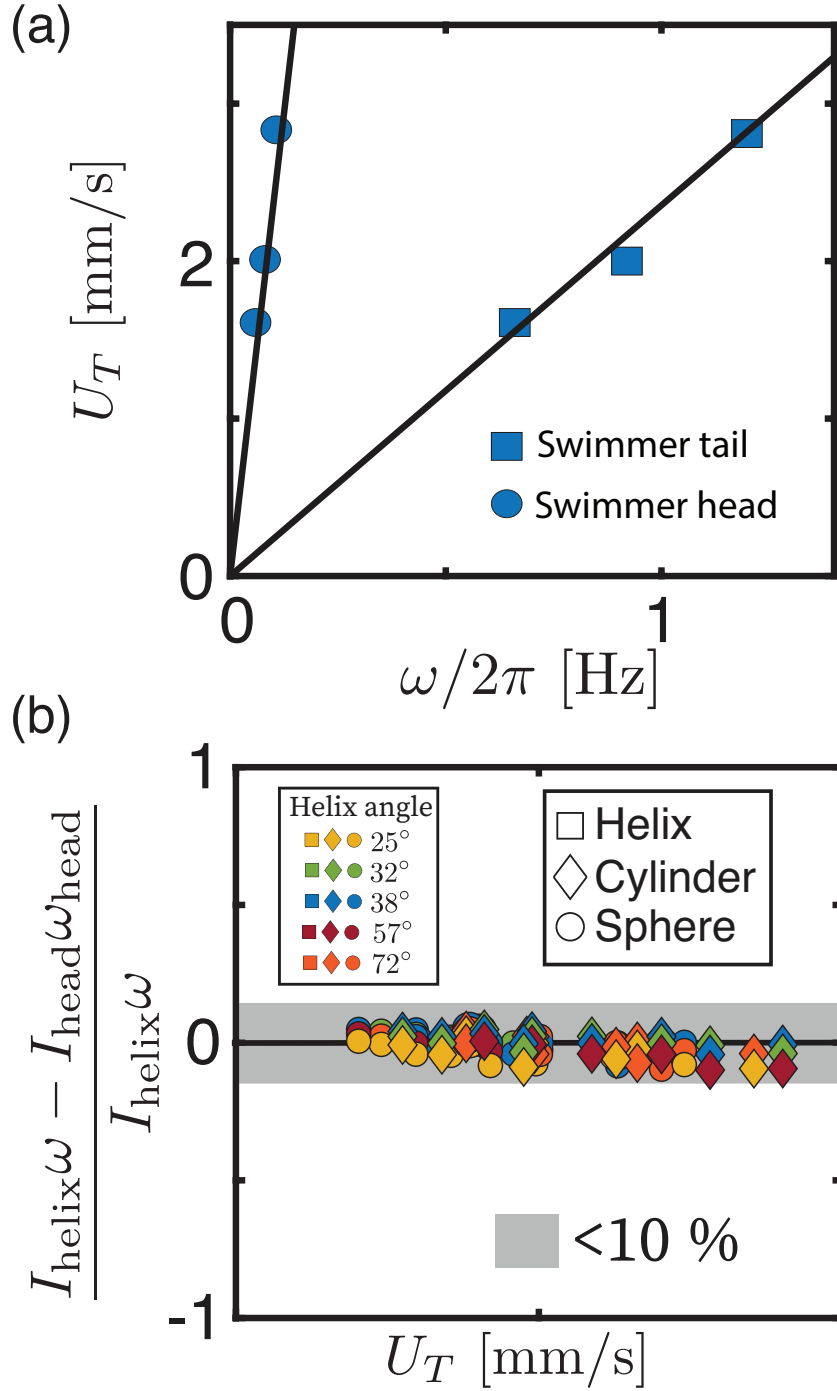 (a)
U_T [mm/s]
2
0
Swimmer tail
Swimmer head
0
1
ω/2π [Hz]
(b)
I_helix ω − I_head ω_head
I_helix ω
1
0
-1
Helix angle
25°
32°
38°
57°
72°
Helix
Cylinder
Sphere
<10 %
U_T [mm/s]